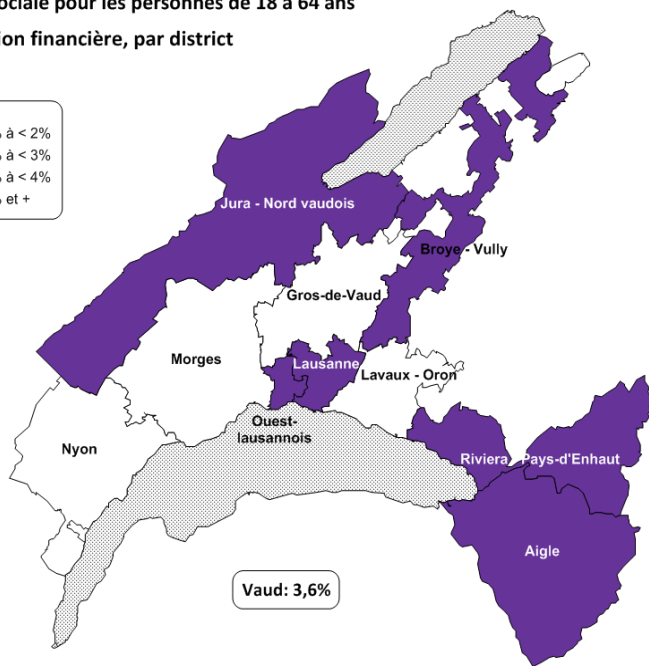 ociale pour les personnes de 18 à 64 ans
ion financière, par district
à < 2%
à < 3%
à < 4%
et +
Jura - Nord vaudois
Broye - Vully
Gros-de-Vaud
Morges
Lausanne
Lavaux - Oron
Ouest-
lausannois
Nyon
Riviera - Pays-d'Enhaut
Aigle
Vaud: 3,6%